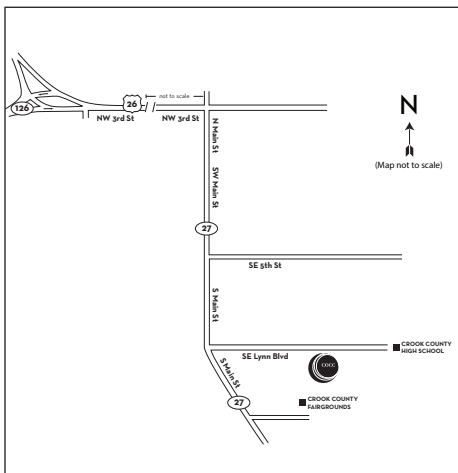 not to scale
26
126
NW 3rd St
NW 3rd St
N Main St
N
(Map not to scale)
SW Main St
27
SE 5th St
S Main St
CROOK COUNTY
HIGH SCHOOL
SE Lynn Blvd
COCC
S Main St
27
CROOK COUNTY
FAIRGROUNDS